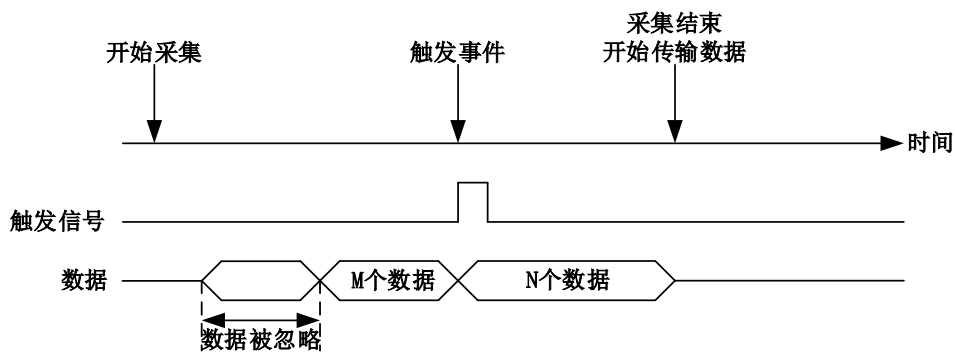 采集结束
开始采集
触发事件
开始传输数据
时间
触发信号
数据
M个数据
N个数据
数据被忽略